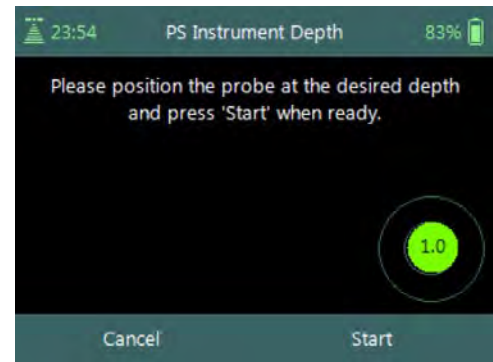 23:54 PS Instrument Depth 83%
Please position the probe at the desired depth
and press 'Start' when ready.
1.0
Cancel Start